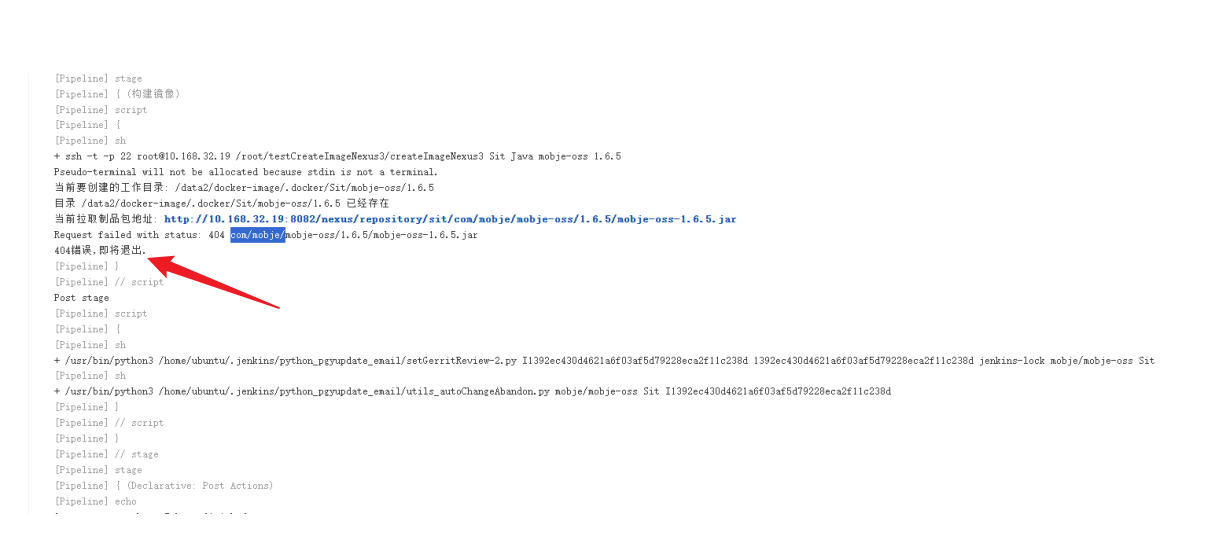 [Pipeline] stage
[Pipeline] { (构建镜像)
[Pipeline] script
[Pipeline] {
[Pipeline] sh
+ ssh -t -p 22 root@10.168.32.19 /root/testCreateImageNexus3/createImageNexus3 Sit Java mobje-oss 1.6.5
Pseudo-terminal will not be allocated because stdin is not a terminal.
当前要创建的工作目录: /data2/docker-image/.docker/Sit/mobje-oss/1.6.5
目录 /data2/docker-image/.docker/Sit/mobje-oss/1.6.5 已经存在
当前拉取制品包地址: http://10.168.32.19:8082/nexus/repository/sit/com/mobje/mobje-oss/1.6.5/mobje-oss-1.6.5.jar
Request failed with status: 404 com/mobje/mobje-oss/1.6.5/mobje-oss-1.6.5.jar
404错误,即将退出.
[Pipeline] }
[Pipeline] // script
Post stage
[Pipeline] script
[Pipeline] {
[Pipeline] sh
+ /usr/bin/python3 /home/ubuntu/.jenkins/python_pgyupdate_email/setGerritReview-2.py I1392ec430d4621a6f03af5d79228eca2f11c238d 1392ec430d4621a6f03af5d79228eca2f11c238d jenkins-lock mobje/mobje-oss Sit
[Pipeline] sh
+ /usr/bin/python3 /home/ubuntu/.jenkins/python_pgyupdate_email/utils_autoChangeAbandon.py mobje/mobje-oss Sit I1392ec430d4621a6f03af5d79228eca2f11c238d
[Pipeline] }
[Pipeline] // script
[Pipeline] }
[Pipeline] // stage
[Pipeline] stage
[Pipeline] { (Declarative: Post Actions)
[Pipeline] echo